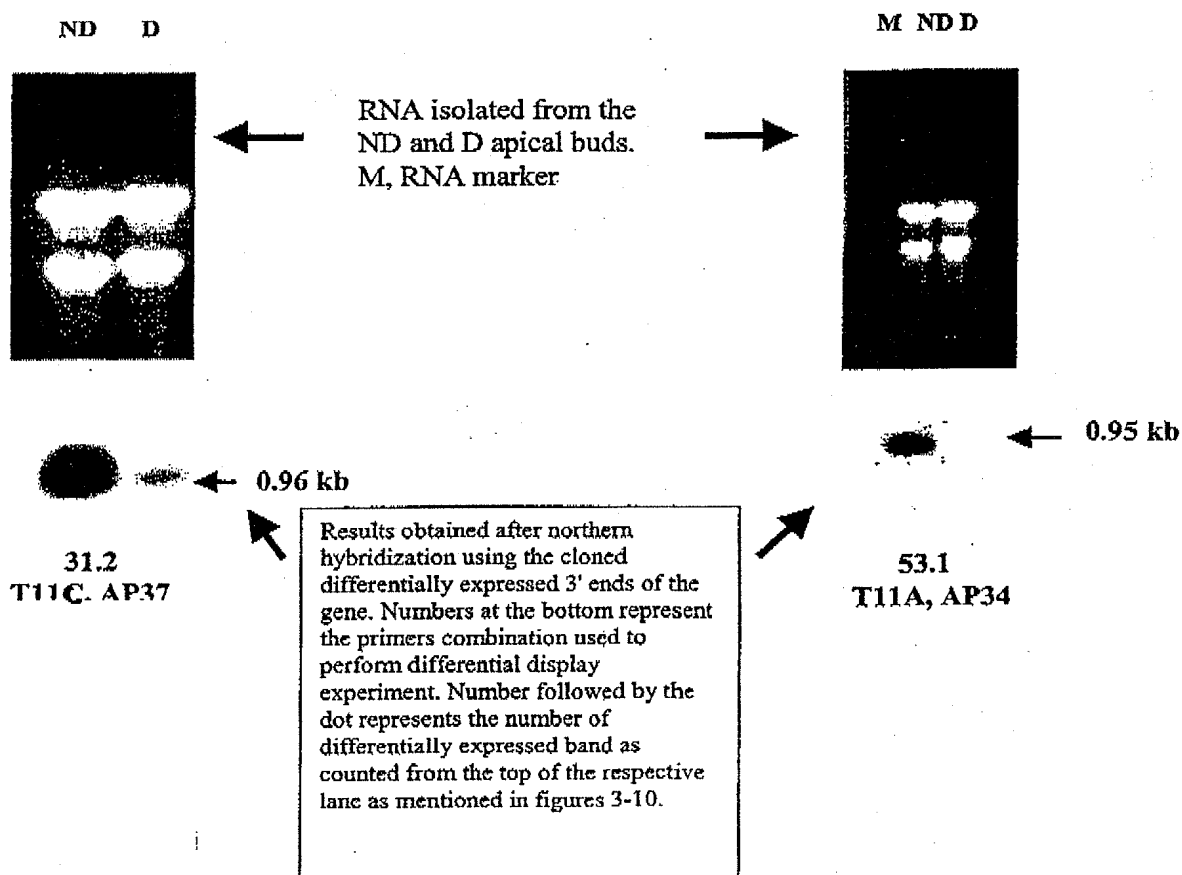 ND D
M ND D
RNA isolated from the
ND and D apical buds.
M, RNA marker
0.96 kb
0.95 kb
31.2
T11C. AP37
53.1
T11A, AP34
Results obtained after northern
hybridization using the cloned
differentially expressed 3' ends of the
gene. Numbers at the bottom represent
the primers combination used to
perform differential display
experiment. Number followed by the
dot represents the number of
differentially expressed band as
counted from the top of the respective
lane as mentioned in figures 3-10.